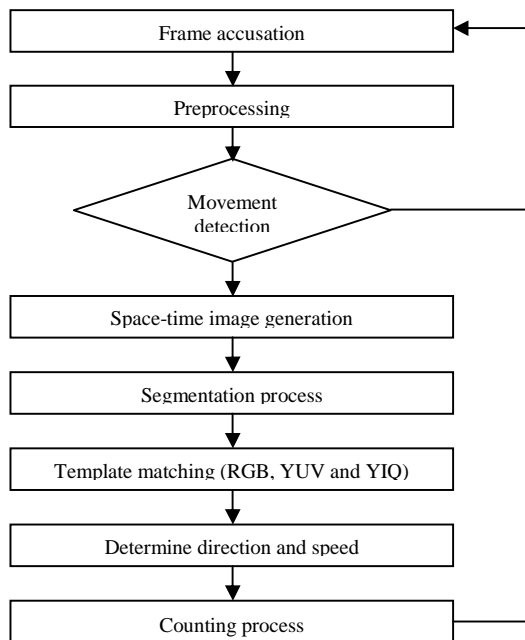 Frame accusation
Preprocessing
Movement
detection
Space-time image generation
Segmentation process
Template matching (RGB, YUV and YIQ)
Determine direction and speed
Counting process